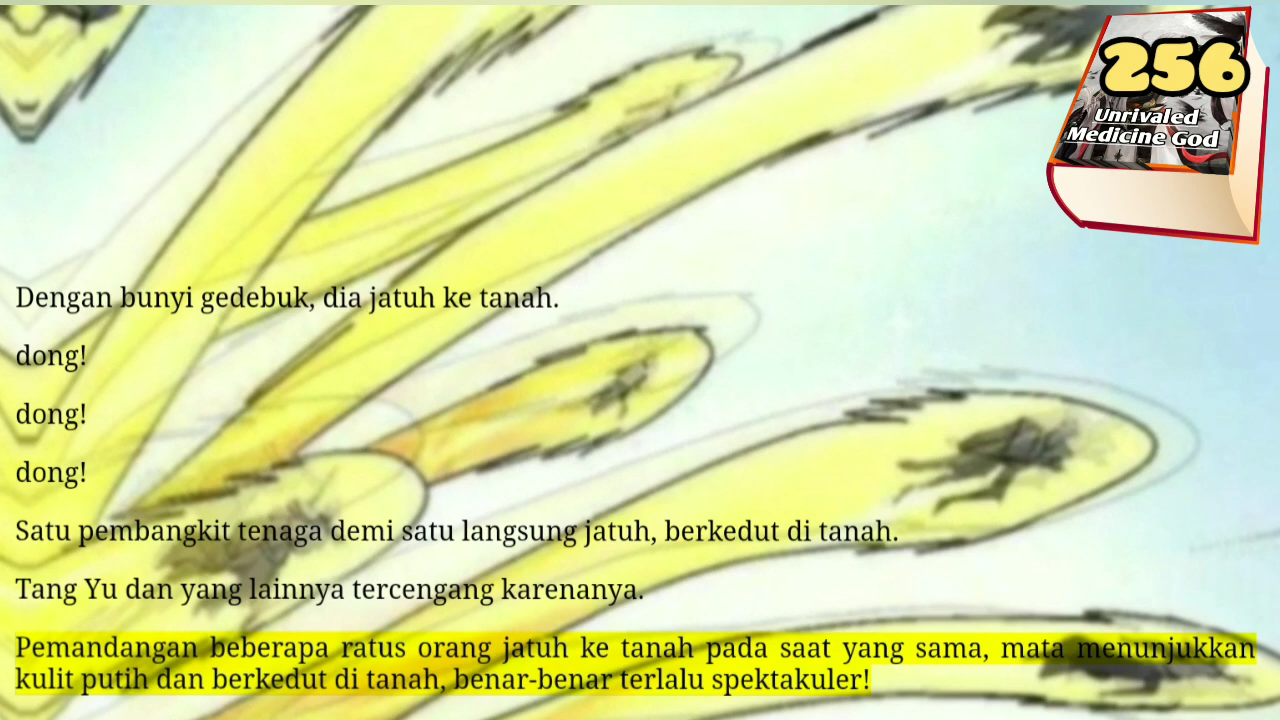 256
Unrivaled
Medicine God
Dengan bunyi gedebuk, dia jatuh ke tanah.
dong!
dong!
dong!
Satu pembangkit tenaga demi satu langsung jatuh, berkedut di tanah.
Tang Yu dan yang lainnya tercengang karenanya.
Pemandangan beberapa ratus orang jatuh ke tanah pada saat yang sama, mata menunjukkan
kulit putih dan berkedut di tanah, benar-benar terlalu spektakuler!